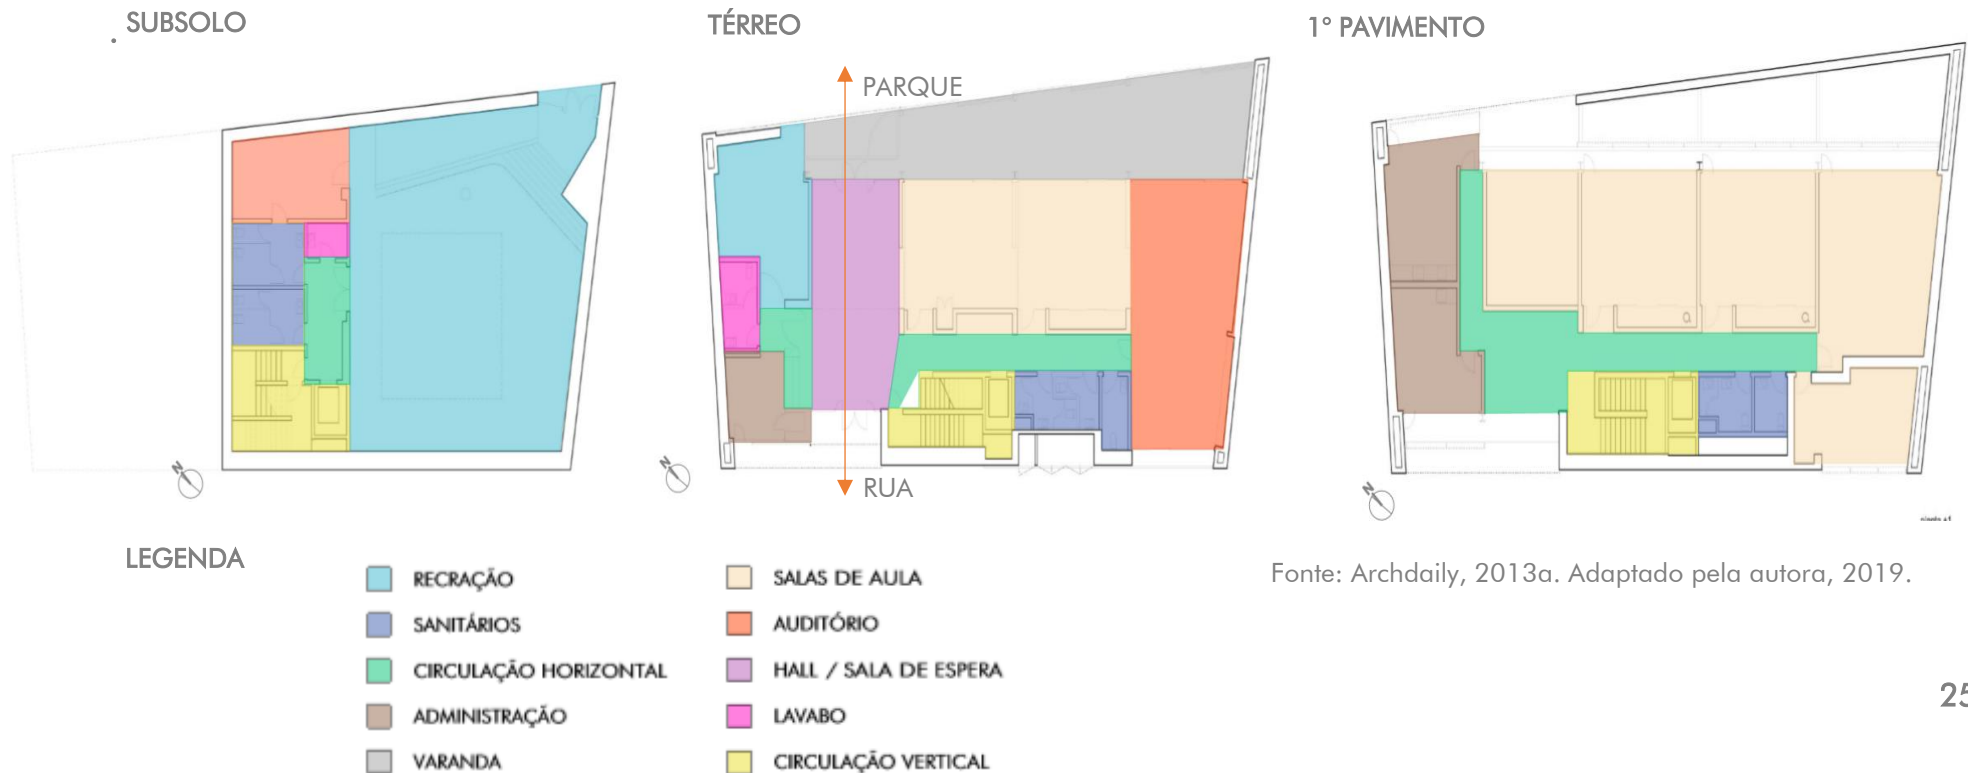 SUBSOLO
TÉRREO
1° PAVIMENTO
PARQUE
RUA
N
N
N
LEGENDA
RECRAÇÃO
SANITÁRIOS
CIRCULAÇÃO HORIZONTAL
ADMINISTRAÇÃO
VARANDA
SALAS DE AULA
AUDITÓRIO
HALL / SALA DE ESPERA
LAVABO
CIRCULAÇÃO VERTICAL
Fonte: Archdaily, 2013a. Adaptado pela autora, 2019.
25